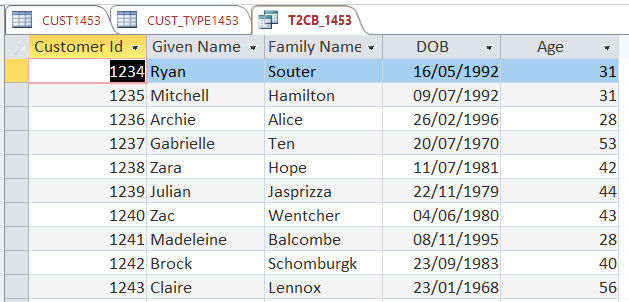 CUST1453 CUST_TYPE1453 T2CB_1453
Customer Id Given Name Family Name DOB Age
1234 Ryan Souter 16/05/1992 31
1235 Mitchell Hamilton 09/07/1992 31
1236 Archie Alice 26/02/1996 28
1237 Gabrielle Ten 20/07/1970 53
1238 Zara Hope 11/07/1981 42
1239 Julian Jasprizza 22/11/1979 44
1240 Zac Wentcher 04/06/1980 43
1241 Madeleine Balcombe 08/11/1995 28
1242 Brock Schomburgk 23/09/1983 40
1243 Claire Lennox 23/01/1968 56